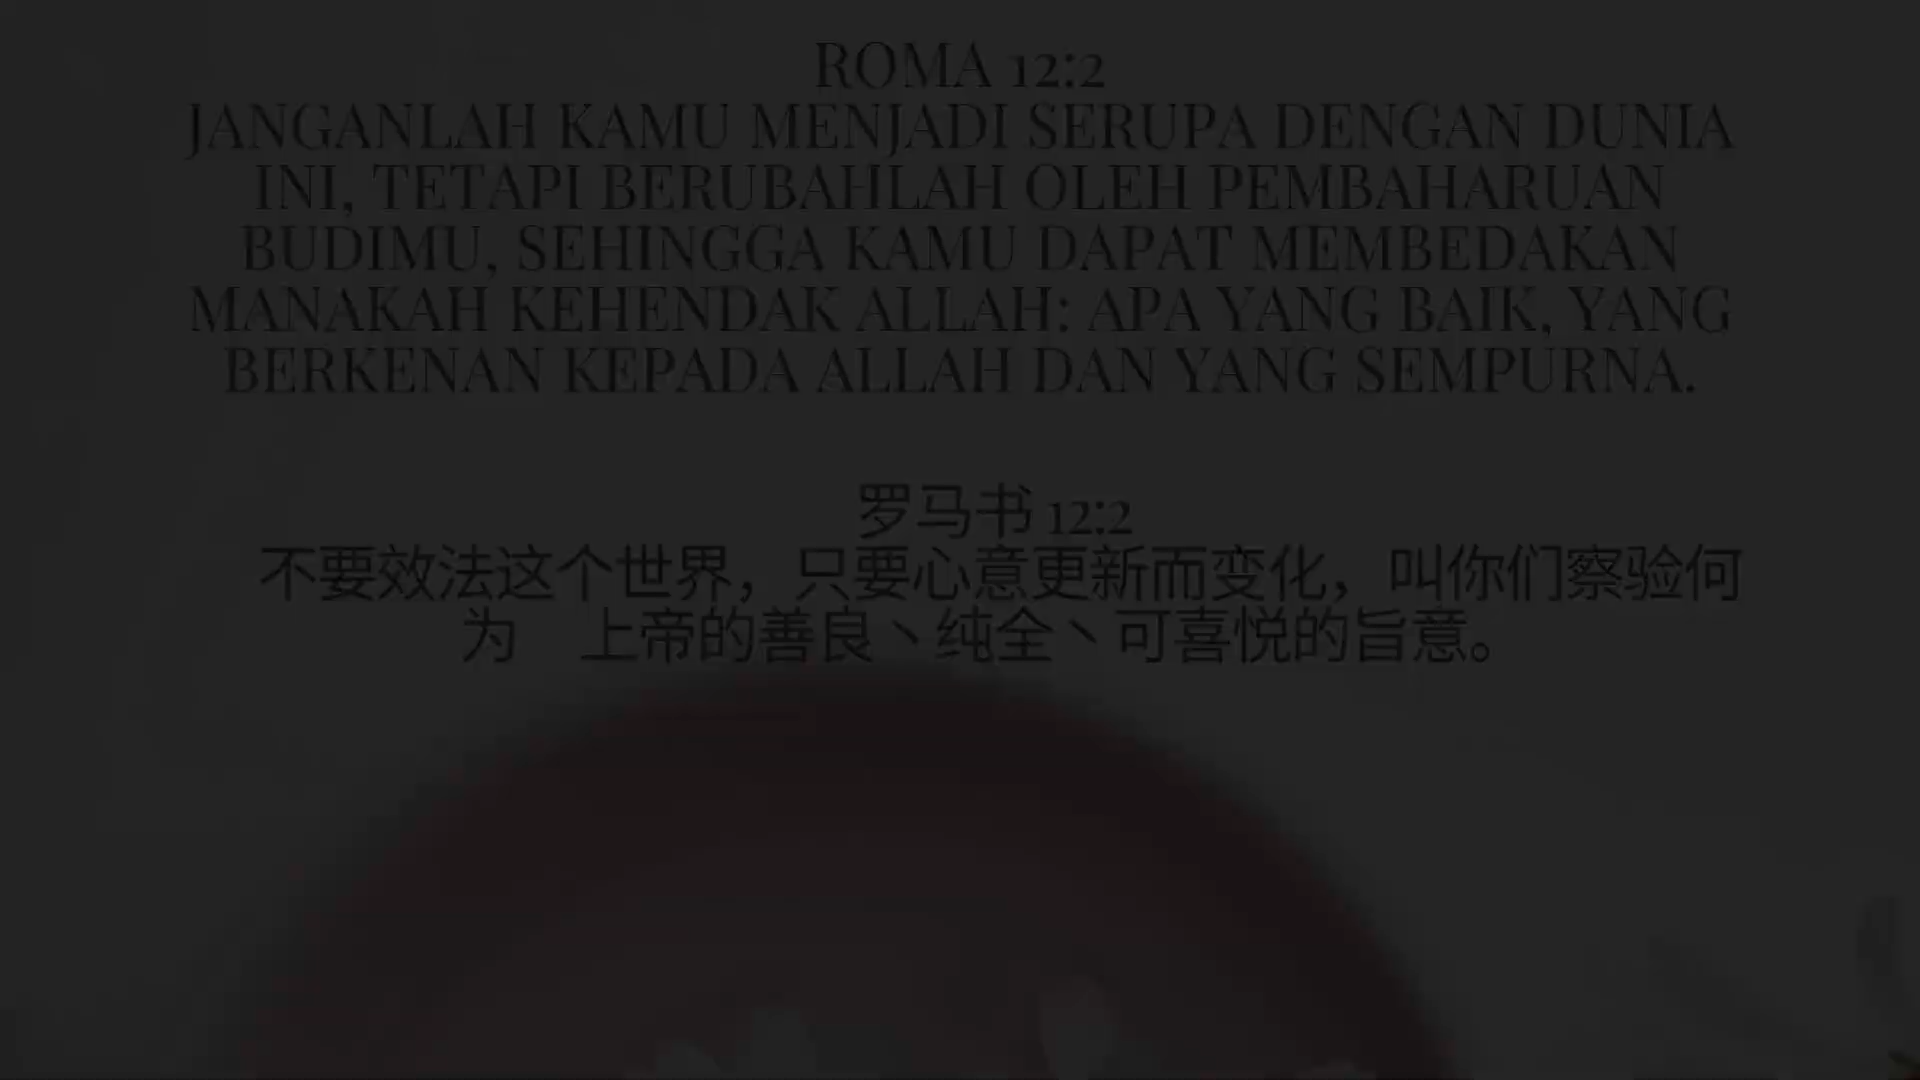 ROMA 12:2
JANGANLAH KAMU MENJADI SERUPA DENGAN DUNIA
INI, TETAPI BERUBAHLAH OLEH PEMBAHARUAN
BUDIMU, SEHINGGA KAMU DAPAT MEMBEDAKAN
MANAKAH KEHENDAK ALLAH: APA YANG BAIK, YANG
BERKENAN KEPADA ALLAH DAN YANG SEMPURNA.
罗马书 12:2
不要效法这个世界，只要心意更新而变化，叫你们察验何
为　上帝的善良丶纯全丶可喜悦的旨意。